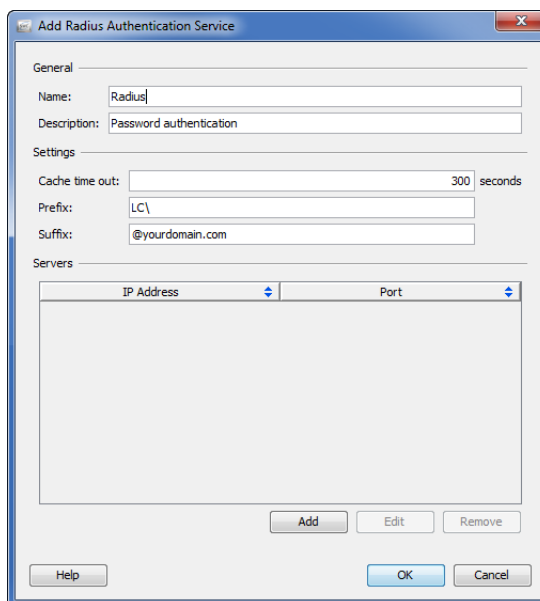 Add Radius Authentication Service
General
Name: Radius
Description: Password authentication
Settings
Cache time out: 300 seconds
Prefix: LC\
Suffix: @yourdomain.com
Servers
IP Address Port
Add Edit Remove
Help OK Cancel